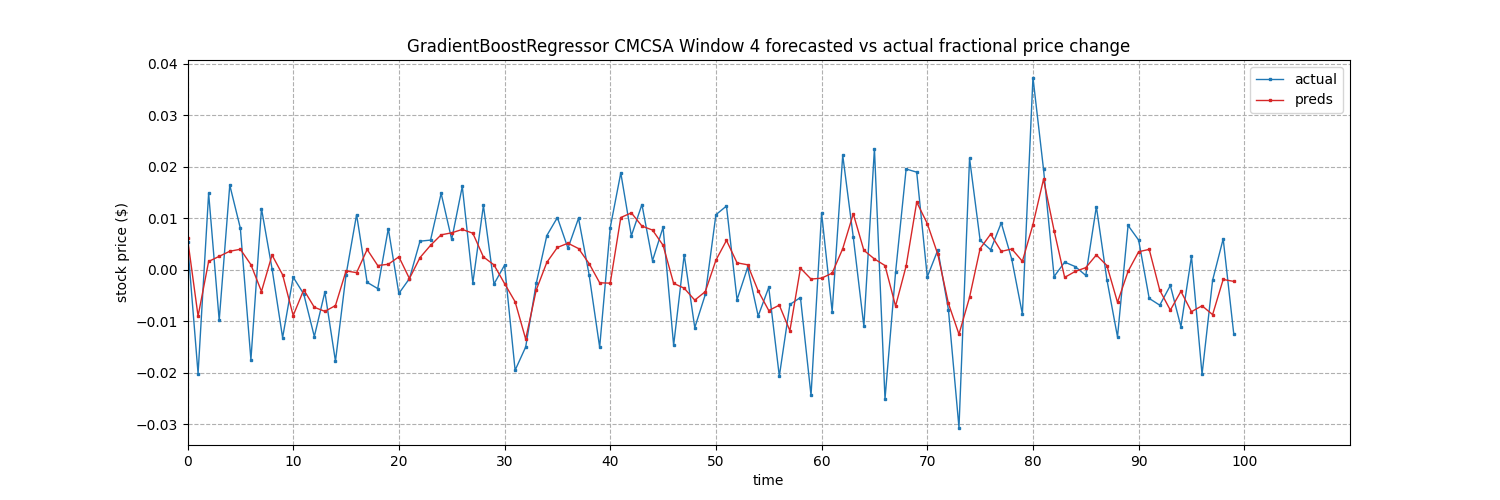 GradientBoostRegressor CMCSA Window 4 forecasted vs actual fractional price change
actual
preds
stock price ($)
0.04
0.03
0.02
0.01
0.00
−0.01
−0.02
−0.03
0 10 20 30 40 50 60 70 80 90 100
time